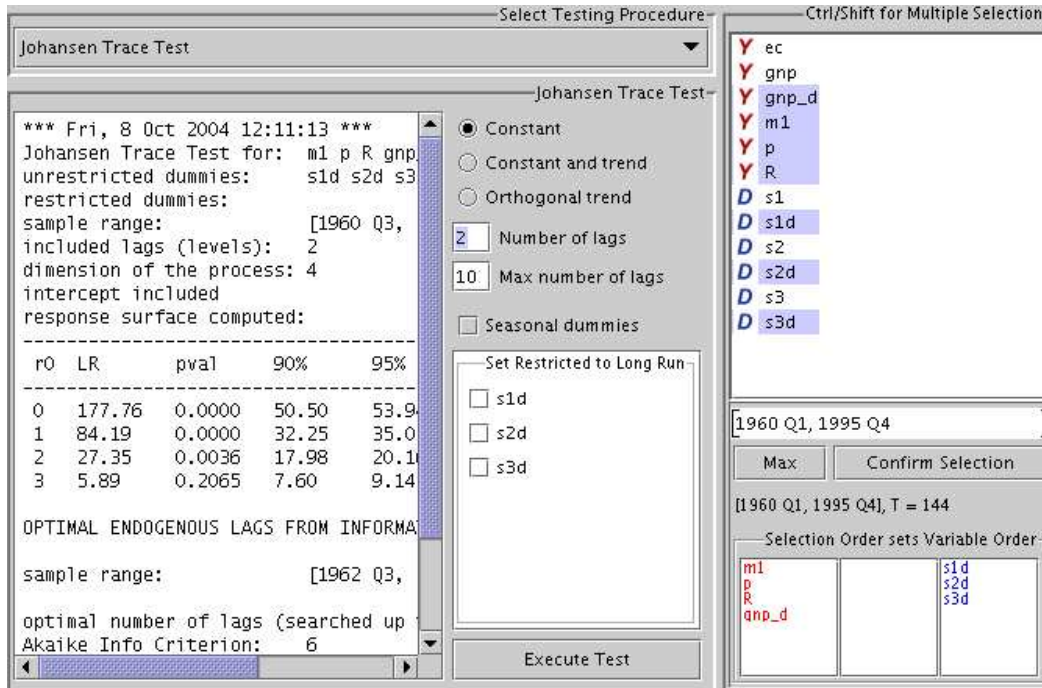 Select Testing Procedure
Johansen Trace Test
Johansen Trace Test
*** Fri, 8 Oct 2004 12:11:13 ***
Johansen Trace Test for: m1 p R gnp_
unrestricted dummies: s1d s2d s3
restricted dummies:
sample range: [1960 Q3,
included lags (levels): 2
dimension of the process: 4
intercept included
response surface computed:
r0 LR pval 90% 95%
0 177.76 0.0000 50.50 53.9
1 84.19 0.0000 32.25 35.0
2 27.35 0.0036 17.98 20.1
3 5.89 0.2065 7.60 9.14
OPTIMAL ENDOGENOUS LAGS FROM INFORMA
sample range: [1962 Q3,
optimal number of lags (searched up
Akaike Info Criterion: 6
Constant
Constant and trend
Orthogonal trend
2 Number of lags
10 Max number of lags
Seasonal dummies
Set Restricted to Long Run
s1d
s2d
s3d
Execute Test
Ctrl/Shift for Multiple Selection
Y ec
Y gnp
Y gnp_d
Y m1
Y p
Y R
D s1
D s1d
D s2
D s2d
D s3
D s3d
[1960 Q1, 1995 Q4]
Max Confirm Selection
[1960 Q1, 1995 Q4], T = 144
Selection Order sets Variable Order
m1
p
R
gnp_d
s1d
s2d
s3d